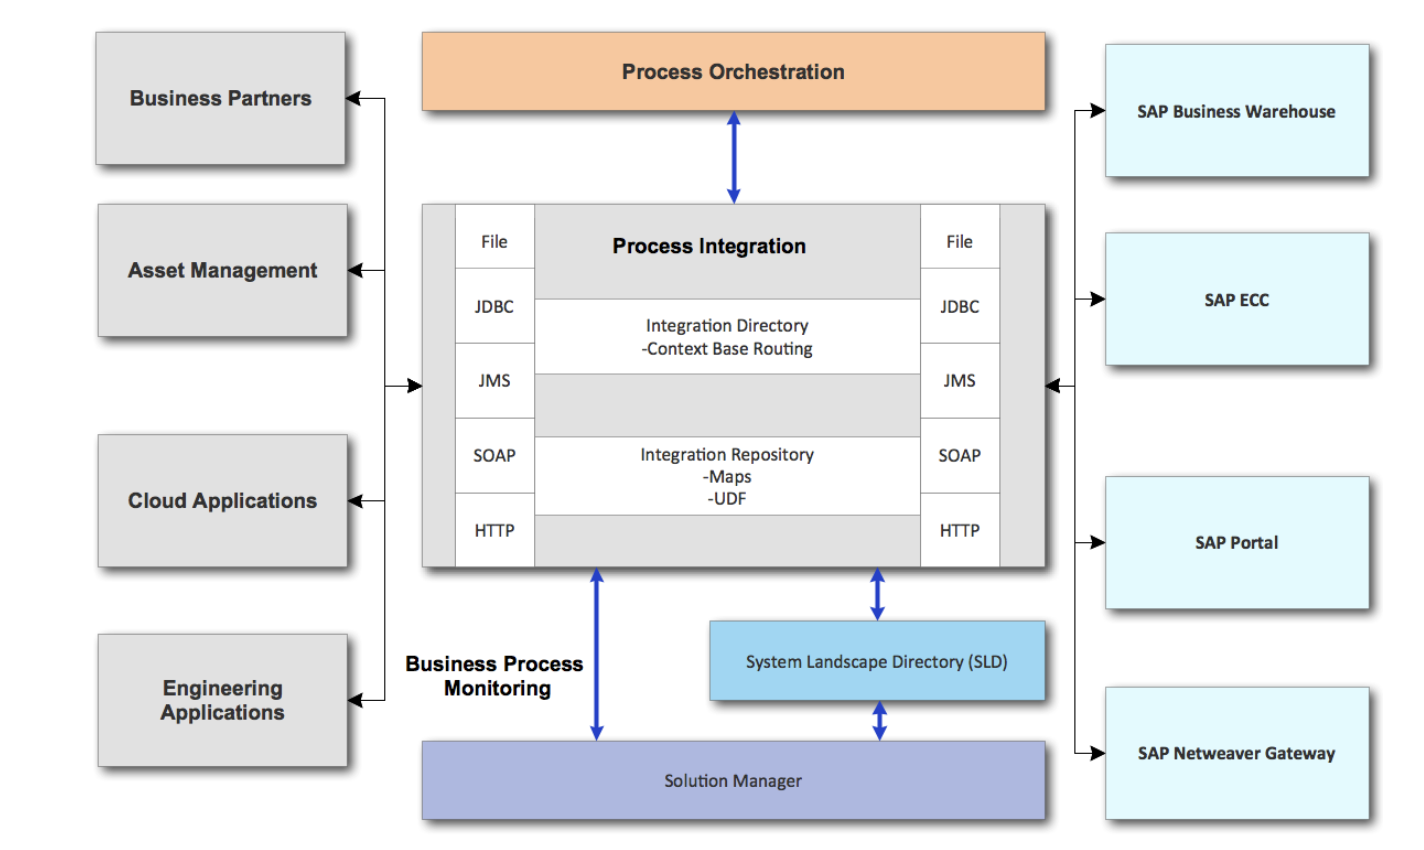 Business Partners
Asset Management
Cloud Applications
Engineering
Applications
Process Orchestration
Process Integration
File
JDBC
JMS
SOAP
HTTP
Integration Directory
-Context Base Routing
Integration Repository
-Maps
-UDF
File
JDBC
JMS
SOAP
HTTP
Business Process
Monitoring
System Landscape Directory (SLD)
Solution Manager
SAP Business Warehouse
SAP ECC
SAP Portal
SAP Netweaver Gateway